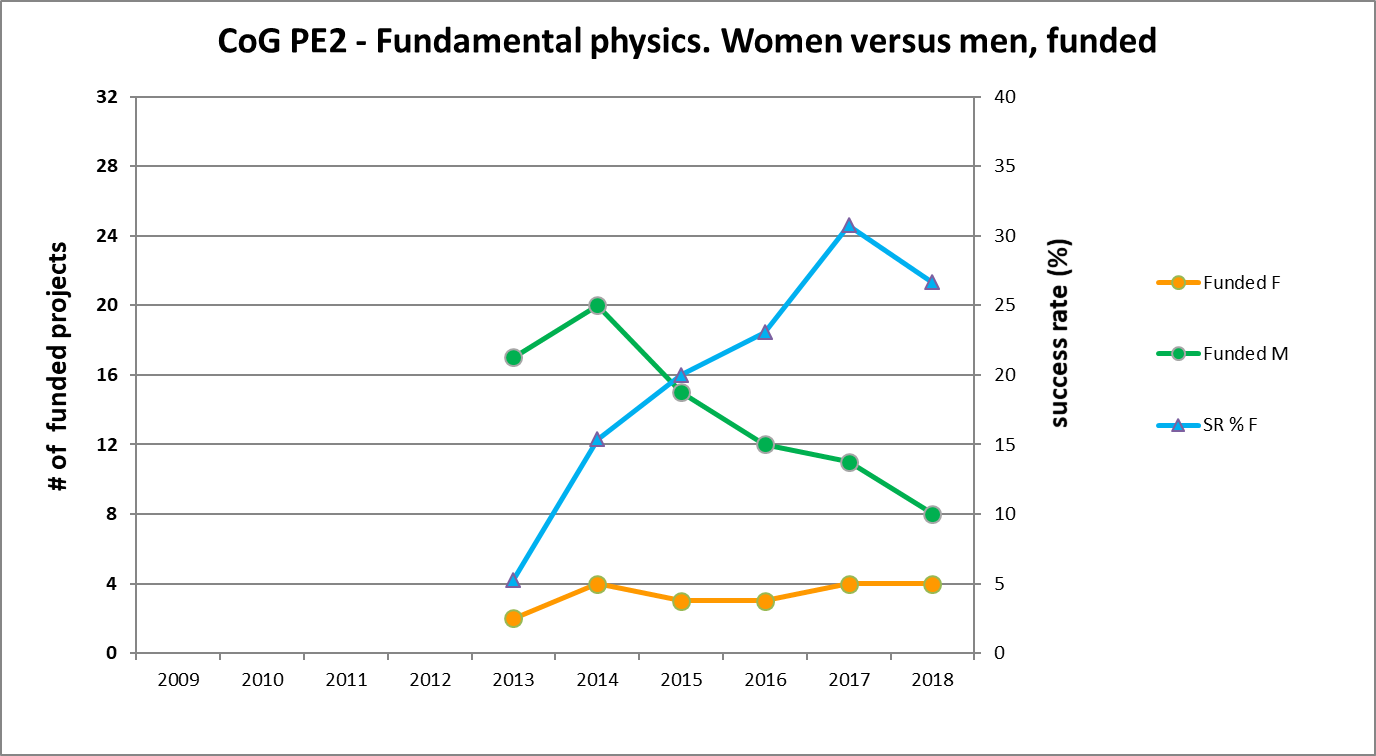 CoG PE2 - Fundamental physics. Women versus men, funded
32
28
24
20
16
12
8
4
0
# of  funded projects
40
35
30
25
20
15
10
5
0
success rate (%)
2009 2010 2011 2012 2013 2014 2015 2016 2017 2018
Funded F
Funded M
SR % F